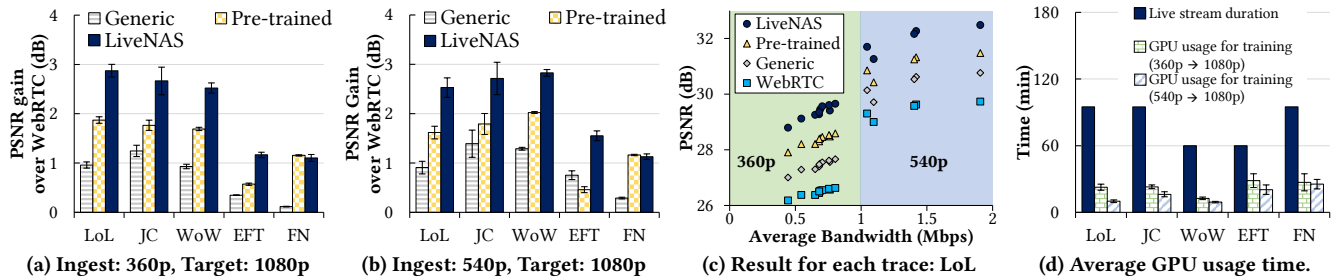 Generic
Pre-trained
LiveNAS
PSNR gain
over WebRTC (dB)
4
3
2
1
0
LoL
JC
WoW
EFT
FN
(a) Ingest: 360p, Target: 1080p
Generic
Pre-trained
LiveNAS
PSNR Gain
over WebRTC (dB)
4
3
2
1
0
LoL
JC
WoW
EFT
FN
(b) Ingest: 540p, Target: 1080p
LiveNAS
Pre-trained
Generic
WebRTC
PSNR (dB)
32
30
28
26
360p
540p
0
0.5
1
1.5
2
Average Bandwidth (Mbps)
(c) Result for each trace: LoL
Live stream duration
GPU usage for training
(360p → 1080p)
GPU usage for training
(540p → 1080p)
Time (min)
180
120
60
0
LoL
JC
WoW
EFT
FN
(d) Average GPU usage time.